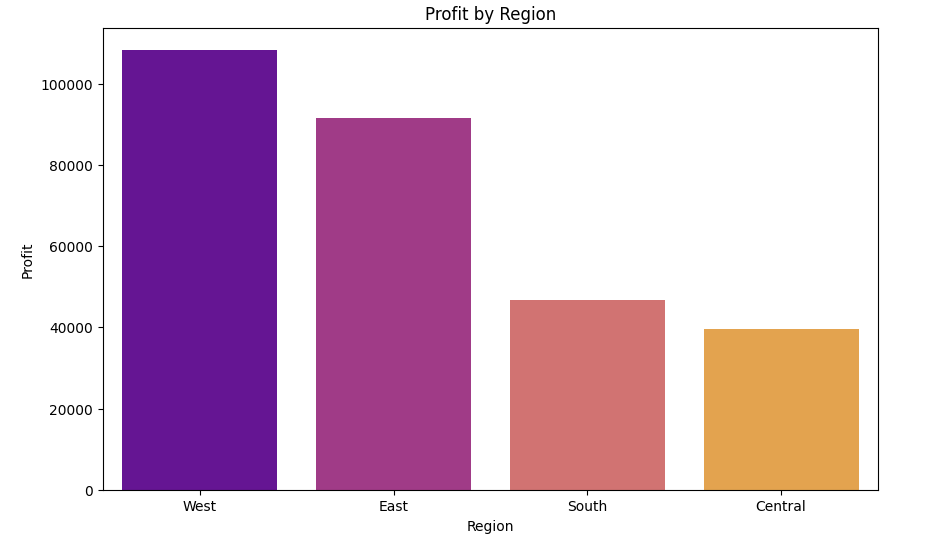 Profit by Region
Profit
100000
80000
60000
40000
20000
0
West East South Central
Region